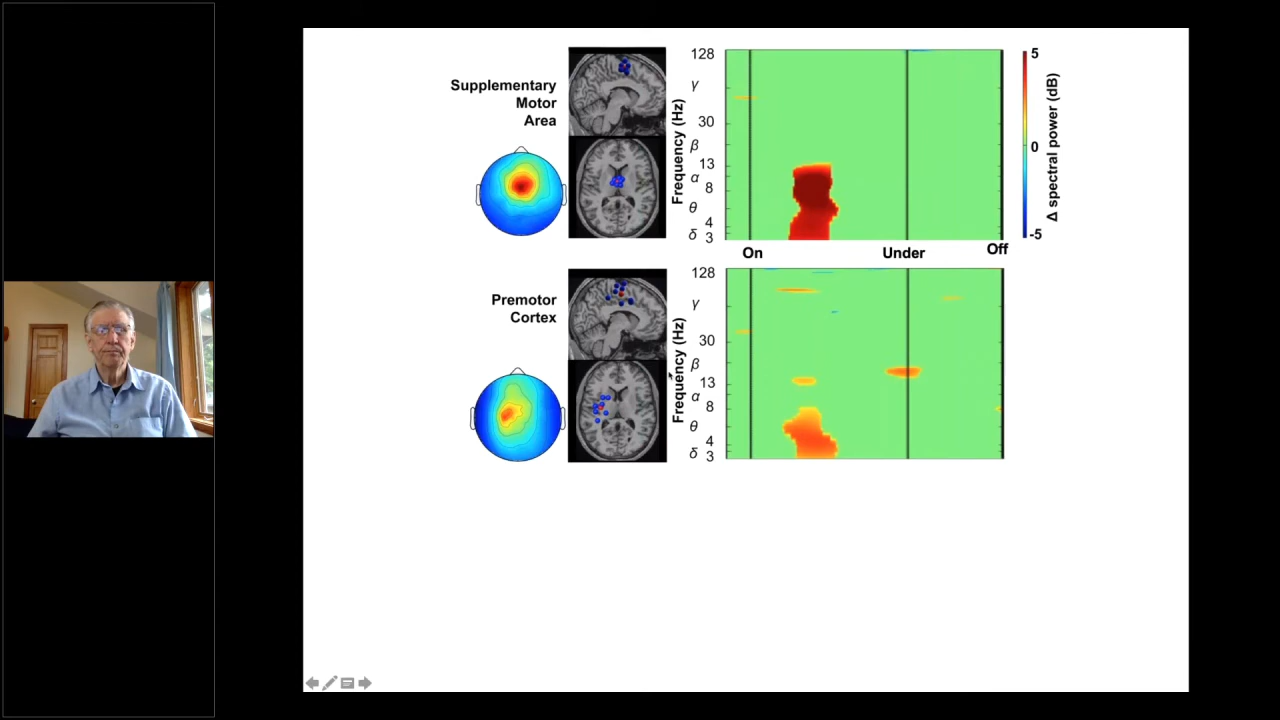 Supplementary
Motor
Area
Frequency (Hz)
128
γ
30
β
13
α
8
θ
4
δ
3
5
0
-5
Δ spectral power (dB)
On
Under
Off
Premotor
Cortex
Frequency (Hz)
128
γ
30
β
13
α
8
θ
4
δ
3